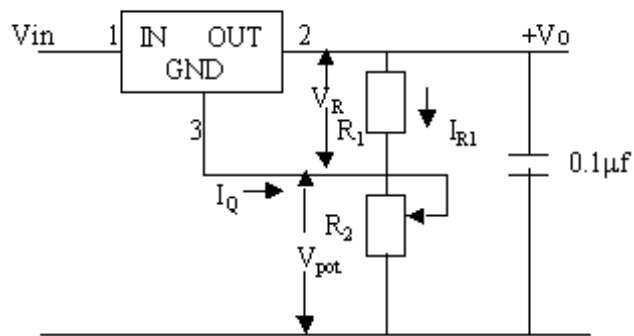 Vin 1 IN OUT 2 +Vo
GND
V_R
3 R_1 I_R1
0.1μf
I_Q
R_2
V_pot